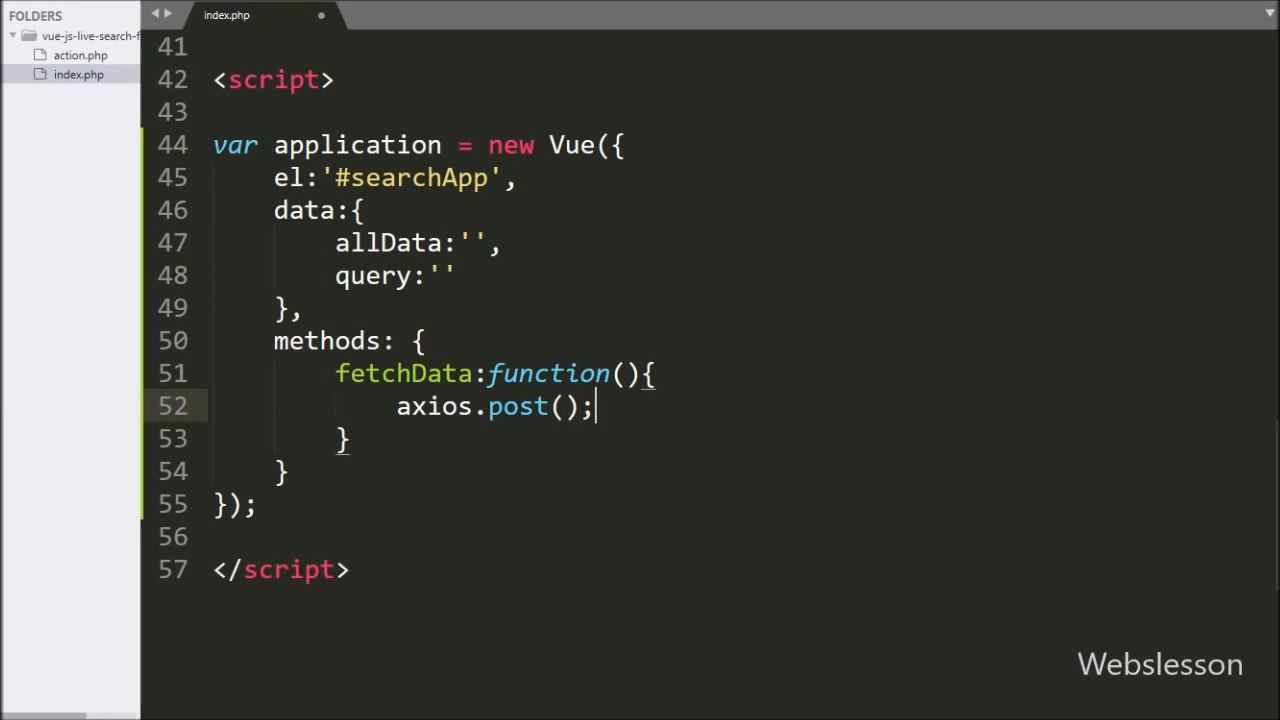 FOLDERS
vue-js-live-search-f
action.php
index.php
index.php
41
42 <script>
43
44 var application = new Vue({
45 el:'#searchApp',
46 data:{
47 allData:'',
48 query:''
49 },
50 methods: {
51 fetchData:function(){
52 axios.post();
53 }
54 }
55 });
56
57 </script>
Webslesson